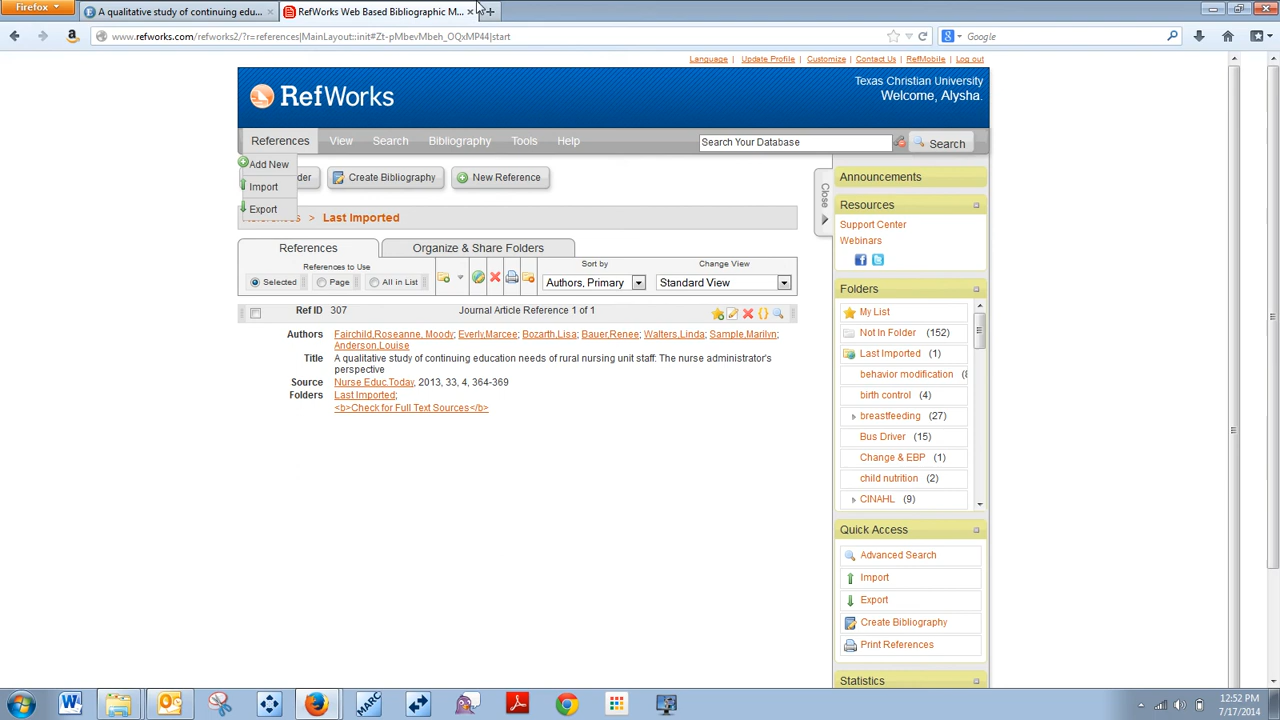 Firefox
A qualitative study of continuing edu...
RefWorks Web Based Bibliographic M...
www.refworks.com/refworks2/?r=references|MainLayout::init#Zt-pMbevMbeh_OQxMP44|start
Google
Language | Update Profile | Customize | Contact Us | RefMobile | Log out
RefWorks
Texas Christian University
Welcome, Alysha.
References View Search Bibliography Tools Help
Search Your Database
Search
Add New
Import
Export
der
Create Bibliography
New Reference
> Last Imported
References
Organize & Share Folders
References to Use
Selected Page All in List
Sort by
Authors, Primary
Change View
Standard View
Ref ID 307 Journal Article Reference 1 of 1
Authors Fairchild,Roseanne, Moody; Everly,Marcee; Bozarth,Lisa; Bauer,Renee; Walters,Linda; Sample,Marilyn;
Anderson,Louise
Title A qualitative study of continuing education needs of rural nursing unit staff: The nurse administrator's
perspective
Source Nurse Educ.Today, 2013, 33, 4, 364-369
Folders Last Imported;
<b>Check for Full Text Sources</b>
Close
Announcements
Resources
Support Center
Webinars
Folders
My List
Not In Folder (152)
Last Imported (1)
behavior modification
birth control (4)
breastfeeding (27)
Bus Driver (15)
Change & EBP (1)
child nutrition (2)
CINAHL (9)
Quick Access
Advanced Search
Import
Export
Create Bibliography
Print References
Statistics
MARC
12:52 PM
7/17/2014